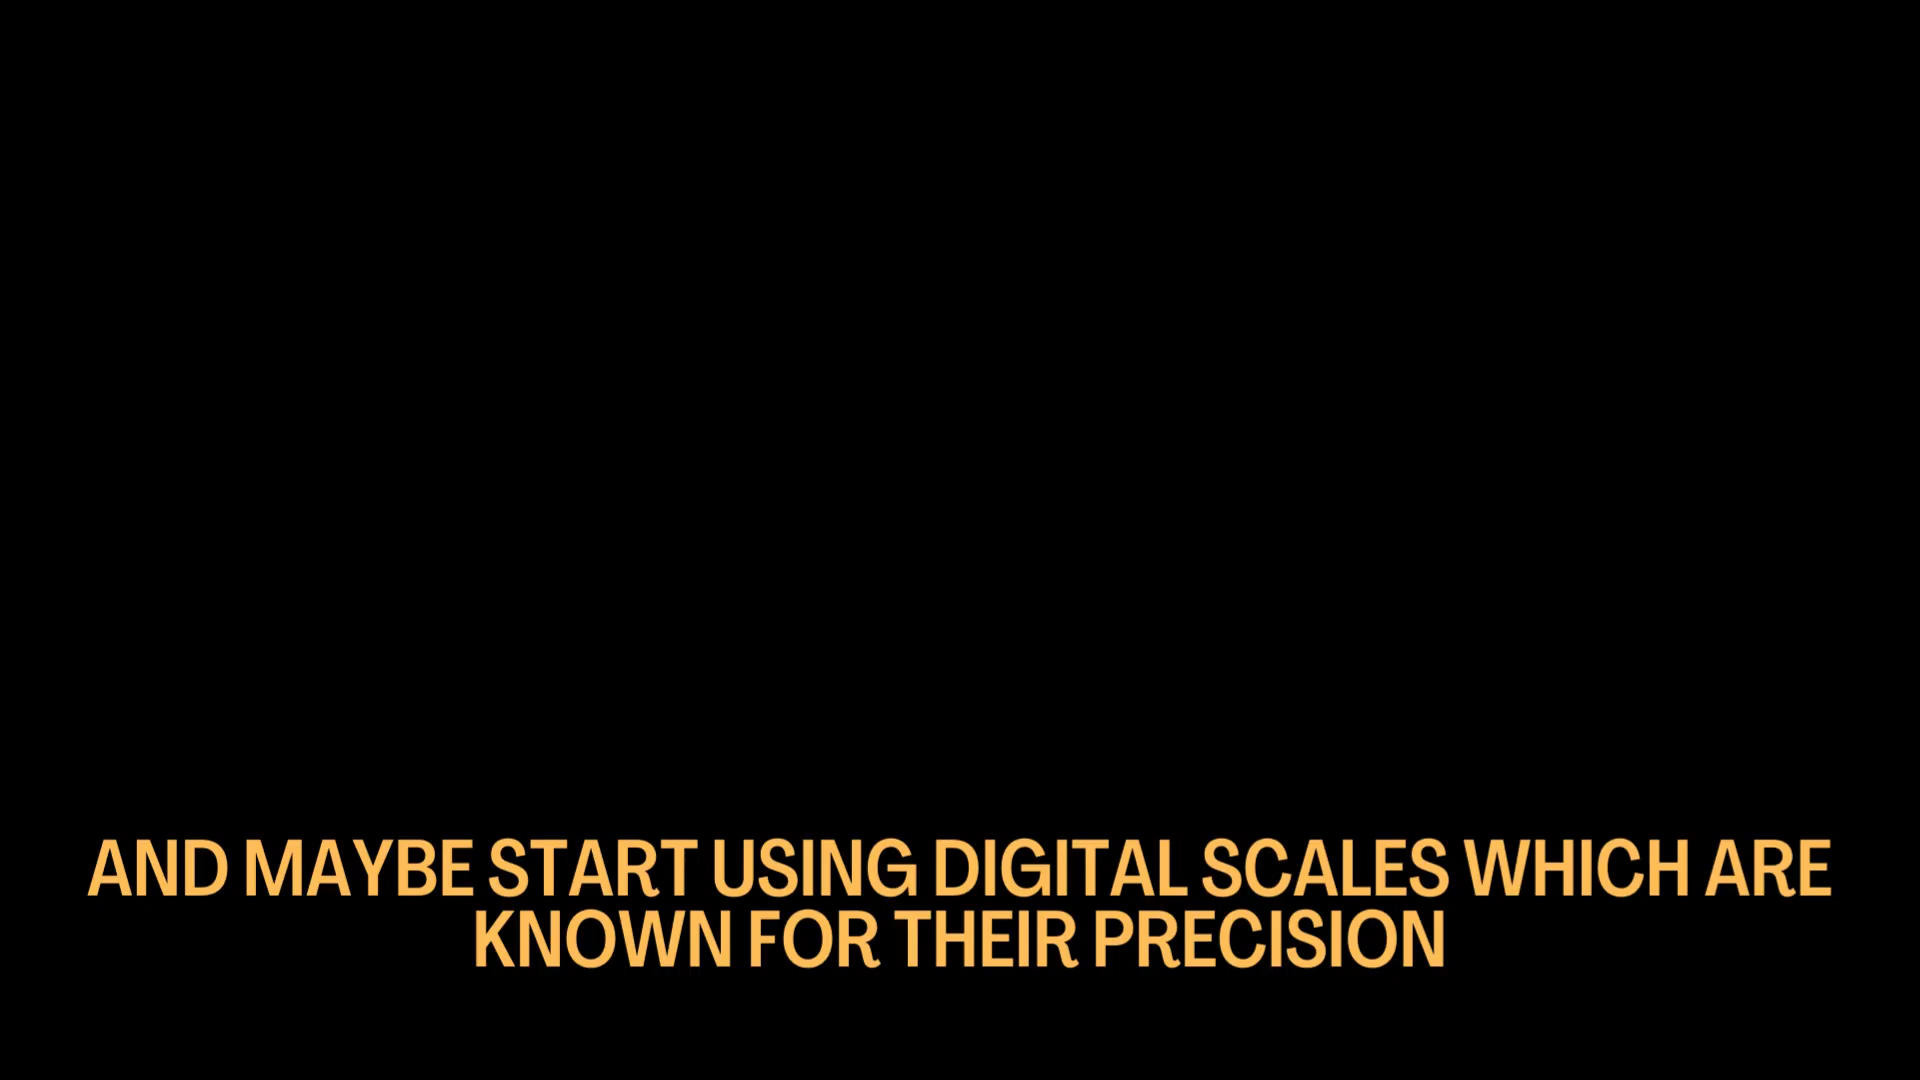 AND MAYBE START USING DIGITAL SCALES WHICH ARE
KNOWN FOR THEIR PRECISION